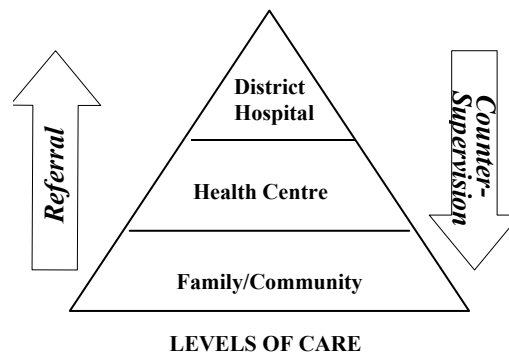 District
Hospital
Referral
Counter-
Supervision
Health Centre
Family/Community
LEVELS OF CARE